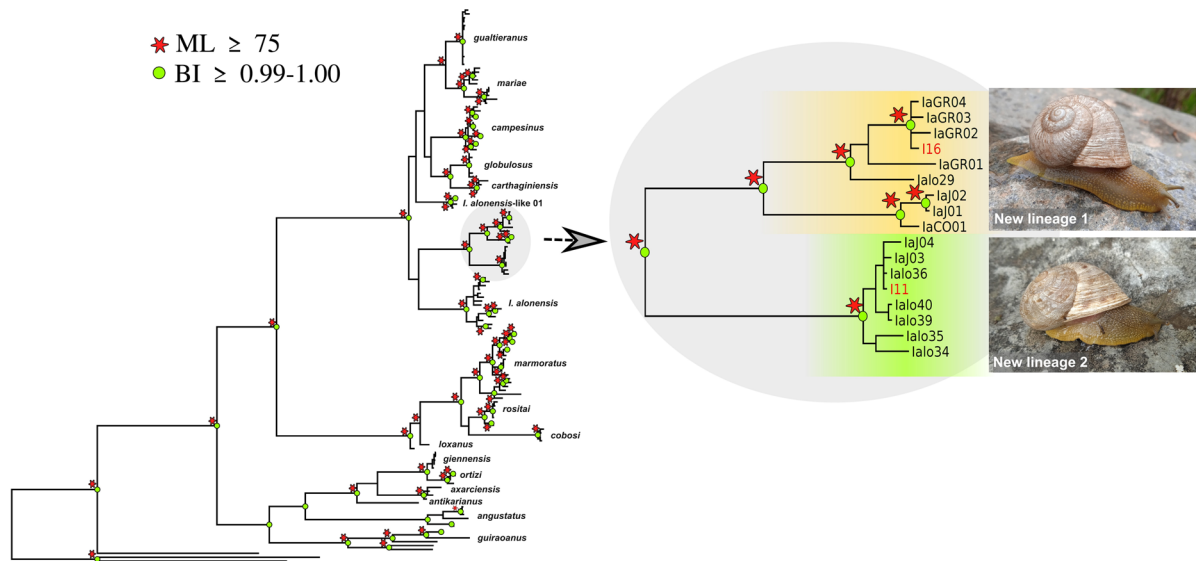 ML ≥ 75
BI ≥ 0.99-1.00
gualtieranus
mariae
campesinus
globulosus
carthaginiensis
I. alonensis-like 01
I. alonensis
marmoratus
rositai
cobosi
loxanus
giennensis
ortizi
axarciensis
antikarianus
angustatus
guiraoanus
IaGR04
IaGR03
IaGR02
I16
IaGR01
Ialo29
IaJ02
IaJ01
IaCO01
IaJ04
IaJ03
Ialo36
I11
Ialo40
Ialo39
Ialo35
Ialo34
New lineage 1
New lineage 2